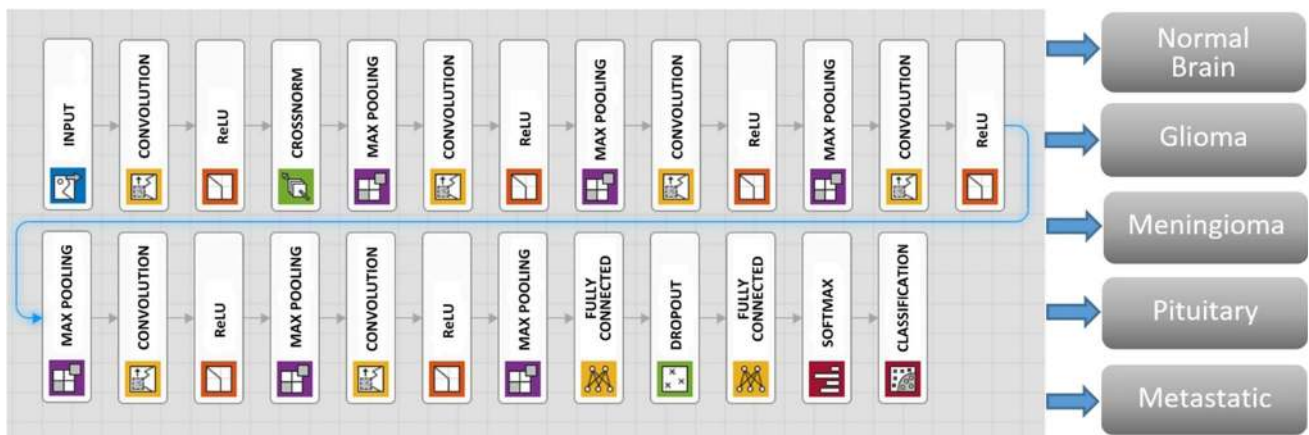 INPUT
CONVOLUTION
ReLU
CROSSNORM
MAX POOLING
CONVOLUTION
ReLU
MAX POOLING
CONVOLUTION
ReLU
MAX POOLING
CONVOLUTION
ReLU
MAX POOLING
CONVOLUTION
ReLU
MAX POOLING
CONVOLUTION
ReLU
MAX POOLING
FULLY
CONNECTED
DROPOUT
FULLY
CONNECTED
SOFTMAX
CLASSIFICATION
Normal
Brain
Glioma
Meningioma
Pituitary
Metastatic